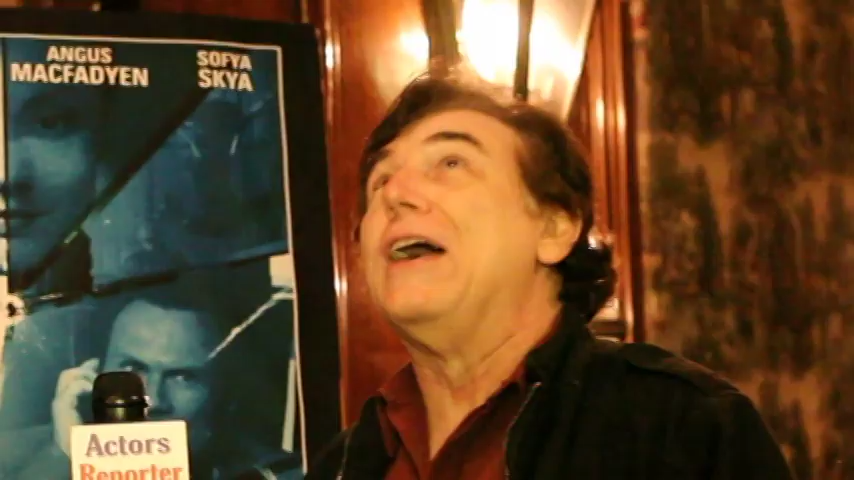 ANGUS
MACFADYEN
SOFYA
SKYA
Actors
Reporter